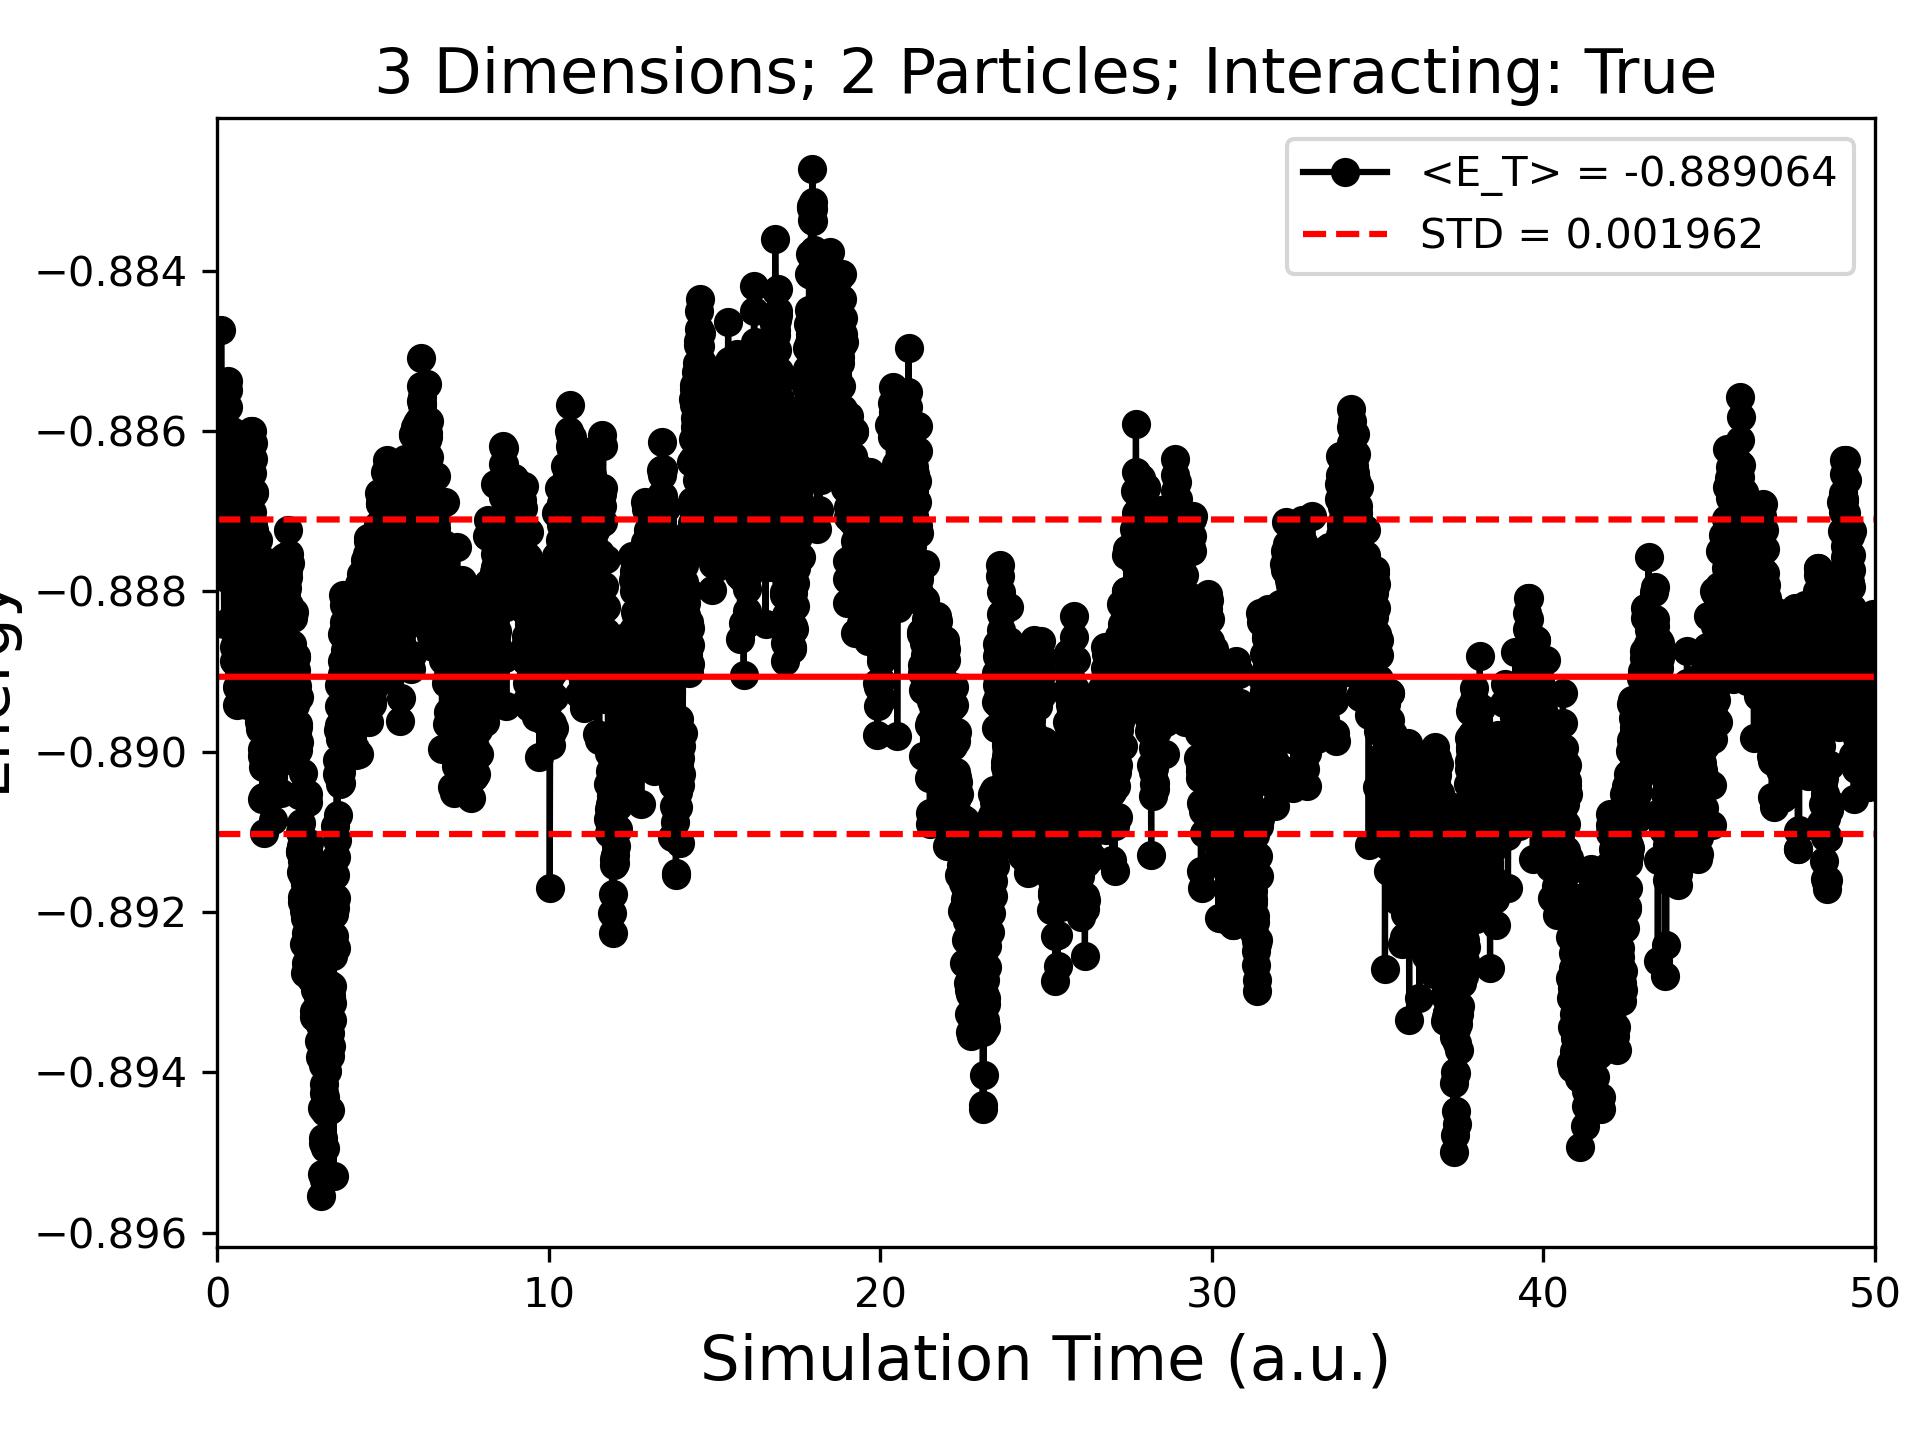 3 Dimensions; 2 Particles; Interacting: True
<E_T> = -0.889064
STD = 0.001962
Energy
−0.884
−0.886
−0.888
−0.890
−0.892
−0.894
−0.896
0 10 20 30 40 50
Simulation Time (a.u.)